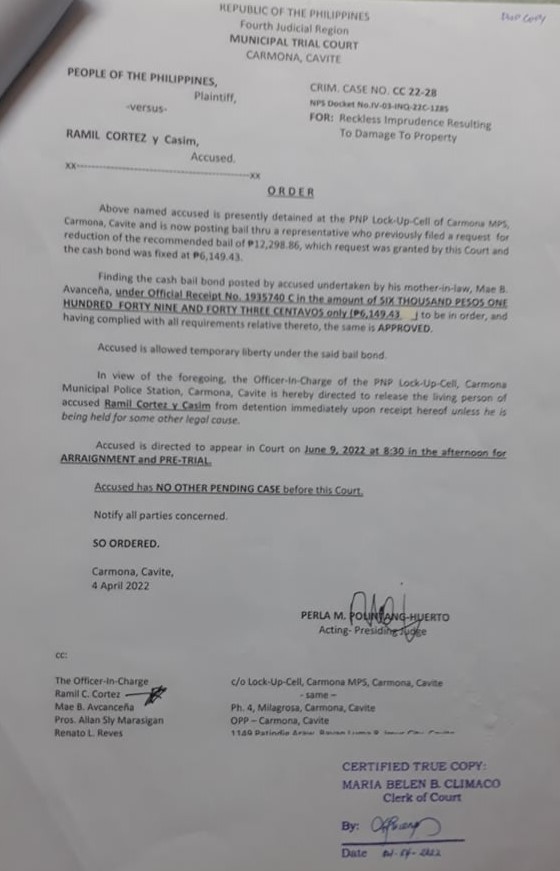 PNP Copy
REPUBLIC OF THE PHILIPPINES
Fourth Judicial Region
MUNICIPAL TRIAL COURT
CARMONA, CAVITE
PEOPLE OF THE PHILIPPINES,
Plaintiff,
-versus-
RAMIL CORTEZ y Casim,
Accused.
xx-----------------------------------------xx
CRIM. CASE NO. CC 22-28
NPS Docket No.IV-03-INQ-22C-1285
FOR: Reckless Imprudence Resulting
To Damage To Property
ORDER
Above named accused is presently detained at the PNP Lock-Up-Cell of Carmona MPS,
Carmona, Cavite and is now posting bail thru a representative who previously filed a request for
reduction of the recommended bail of ₱12,298.86, which request was granted by this Court and
the cash bond was fixed at ₱6,149.43.
Finding the cash bail bond posted by accused undertaken by his mother-in-law, Mae B.
Avanceña, under Official Receipt No. 1935740 C in the amount of SIX THOUSAND PESOS ONE
HUNDRED FORTY NINE AND FORTY THREE CENTAVOS only (₱6,149.43 ) to be in order, and
having complied with all requirements relative thereto, the same is APPROVED.
Accused is allowed temporary liberty under the said bail bond.
In view of the foregoing, the Officer-In-Charge of the PNP Lock-Up-Cell, Carmona
Municipal Police Station, Carmona, Cavite is hereby directed to release the living person of
accused Ramil Cortez y Casim from detention immediately upon receipt hereof unless he is
being held for some other legal cause.
Accused is directed to appear in Court on June 9, 2022 at 8:30 in the afternoon for
ARRAIGNMENT and PRE-TRIAL.
Accused has NO OTHER PENDING CASE before this Court.
Notify all parties concerned.
SO ORDERED.
Carmona, Cavite,
4 April 2022
PERLA M. -HUERTO
Acting- Presiding Judge
cc:
The Officer-In-Charge c/o Lock-Up-Cell, Carmona MPS, Carmona, Cavite
Ramil C. Cortez - same –
Mae B. Avcanceña Ph. 4, Milagrosa, Carmona, Cavite
Pros. Allan Sly Marasigan OPP – Carmona, Cavite
Renato L. Reves
CERTIFIED TRUE COPY:
MARIA BELEN B. CLIMACO
Clerk of Court
By:
Date 04-04-2022